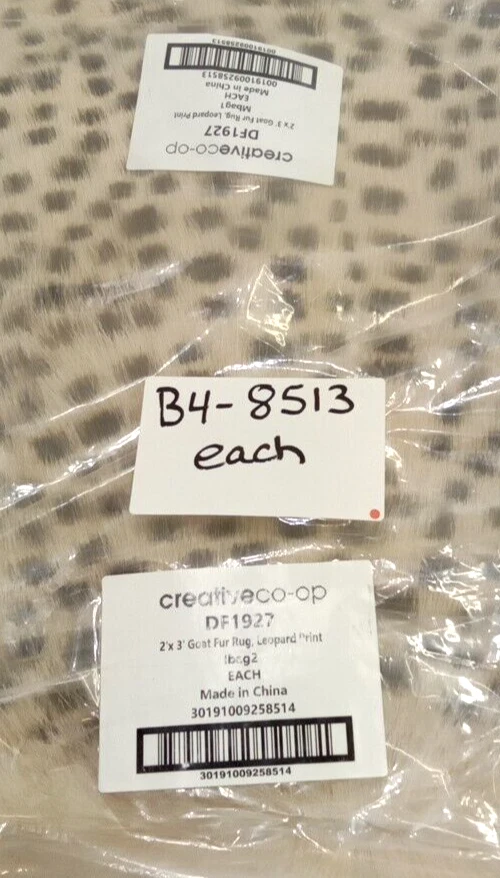 creativeco-op
DF1927
2'x 3' Goat Fur Rug, Leopard Print
Mbag1
EACH
Made in China
00191009258513
00191009258513
B4-8513
each
creativeco-op
DF1927
2'x 3' Goat Fur Rug, Leopard Print
EACH
Made in China
30191009258514
30191009258514